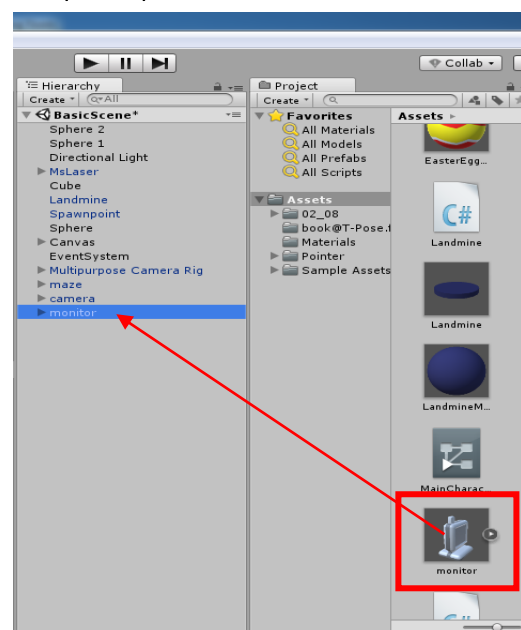 Collab
Hierarchy
Create
All
BasicScene*
Sphere 2
Sphere 1
Directional Light
MsLaser
Cube
Landmine
Spawnpoint
Sphere
Canvas
EventSystem
Multipurpose Camera Rig
maze
camera
monitor
Project
Create
Favorites
All Materials
All Models
All Prefabs
All Scripts
Assets
02_08
book@T-Pose.f
Materials
Pointer
Sample Assets
Assets
EasterEgg...
C#
Landmine
Landmine
LandmineM...
MainCharac...
monitor